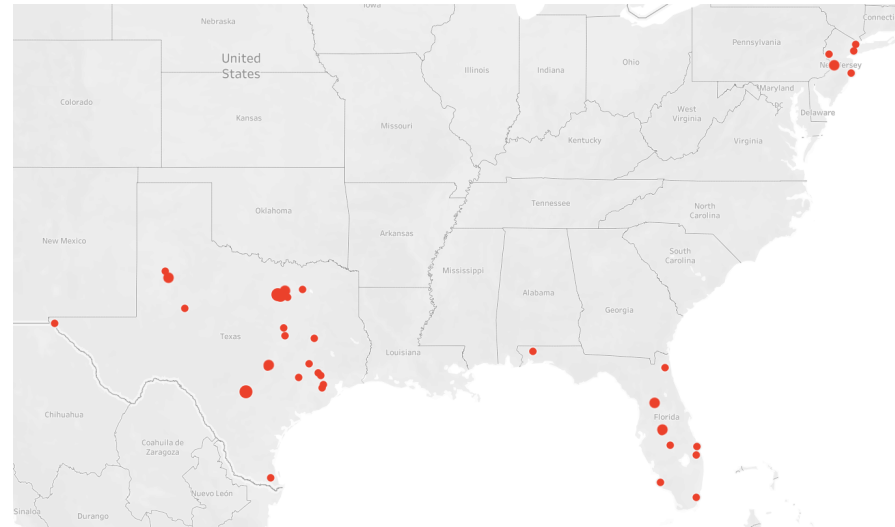 Iowa
Nebraska
Connecti
United
States
Pennsylvania
Illinois
Indiana
Ohio
New Jersey
Colorado
Maryland
DC
Kansas
Missouri
West
Virginia
Delaware
Kentucky
Virginia
Tennessee
North
Carolina
Oklahoma
Arkansas
New Mexico
South
Carolina
Mississippi
Alabama
Georgia
Texas
Louisiana
Chihuahua
Florida
Coahuila de
Zaragoza
Nuevo León
Sinaloa
Durango